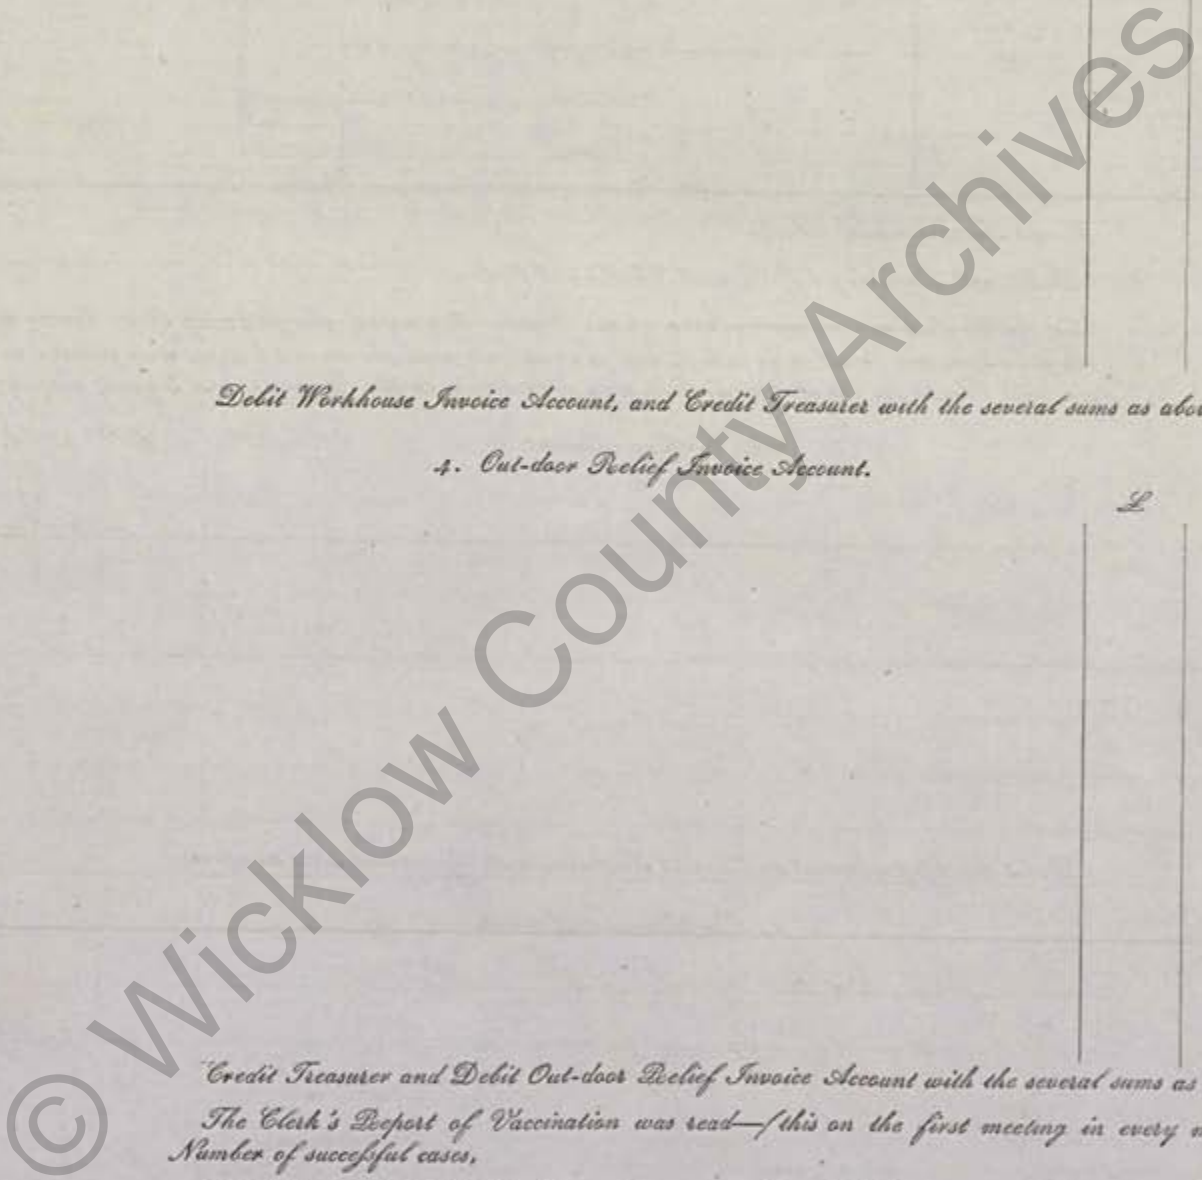 Debit Workhouse Invoice Account, and Credit Treasurer with the several sums as
4. Out-door Relief Invoice Account.
£
Credit Treasurer and Debit Out-door Relief Invoice Account with the several sums as
The Clerk's Report of Vaccination was read—(this on the first meeting in every
Number of succeſsful cases,
© Wicklow County Archives